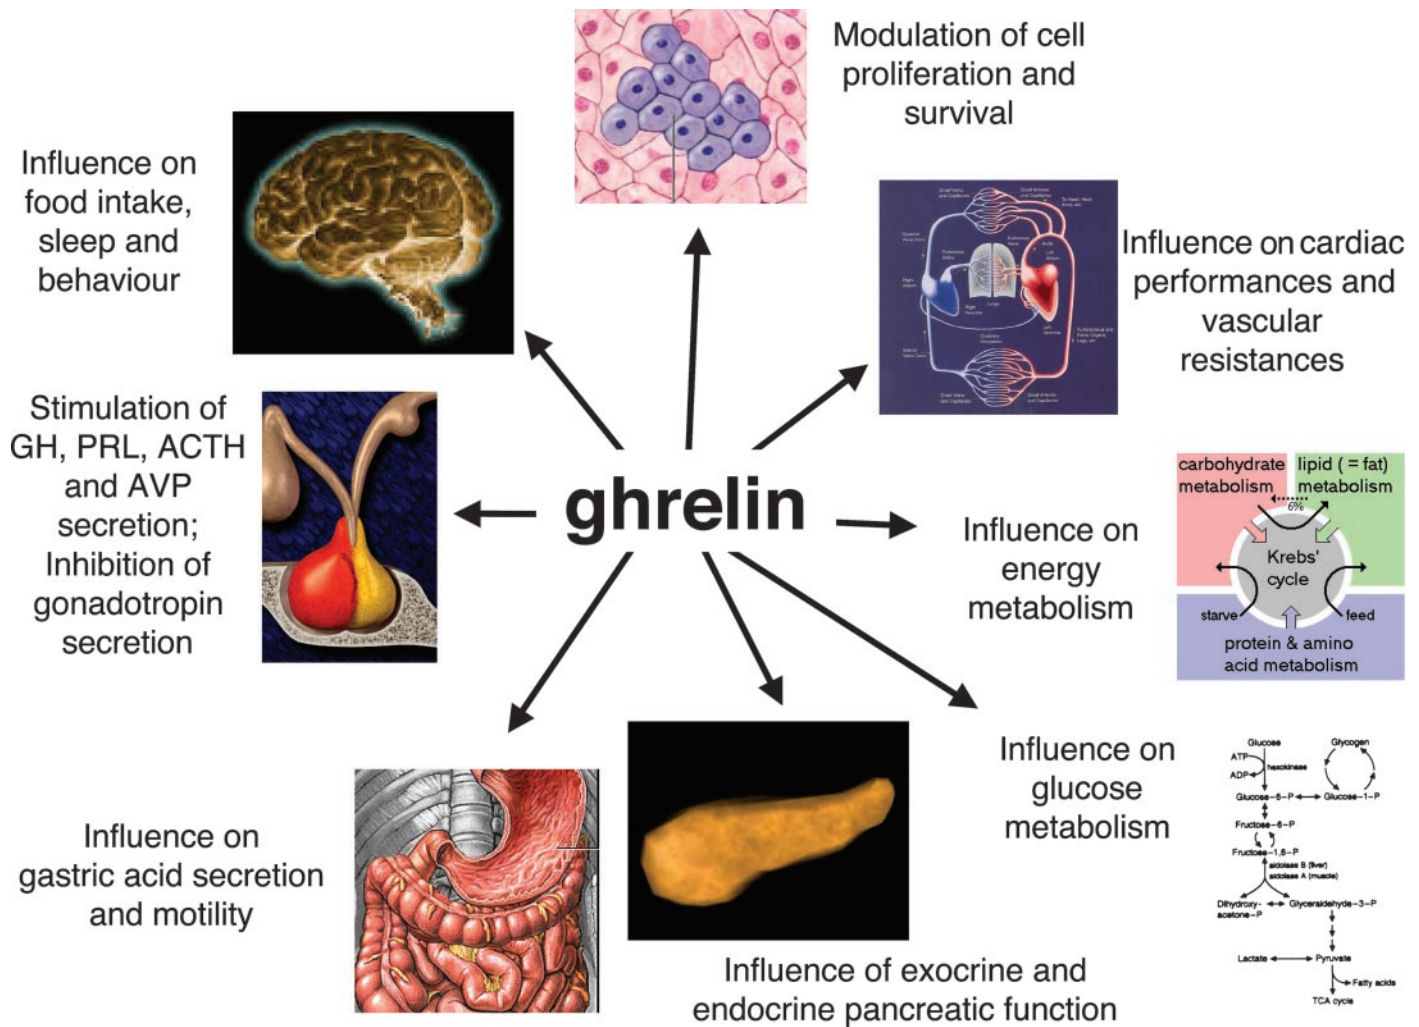 Modulation of cell
proliferation and
survival
Influence on
food intake,
sleep and
behaviour
Influence on cardiac
performances and
vascular
resistances
Stimulation of
GH, PRL, ACTH
and AVP
secretion;
Inhibition of
gonadotropin
secretion
ghrelin
Influence on
energy
metabolism
carbohydrate
metabolism
lipid ( = fat)
metabolism
6%
Krebs'
cycle
starve
feed
protein & amino
acid metabolism
Influence on
glucose
metabolism
Glucose
Glycogen
ATP
ADP
hexokinase
Glucose-6-P
Glucose-1-P
Fructose-6-P
Fructose-1,6-P
aldolase B (liver)
aldolase A (muscle)
Dihydroxy-
acetone-P
Glyceraldehyde-3-P
Lactate
Pyruvate
Fatty acids
TCA cycle
Influence on
gastric acid secretion
and motility
Influence of exocrine and
endocrine pancreatic function